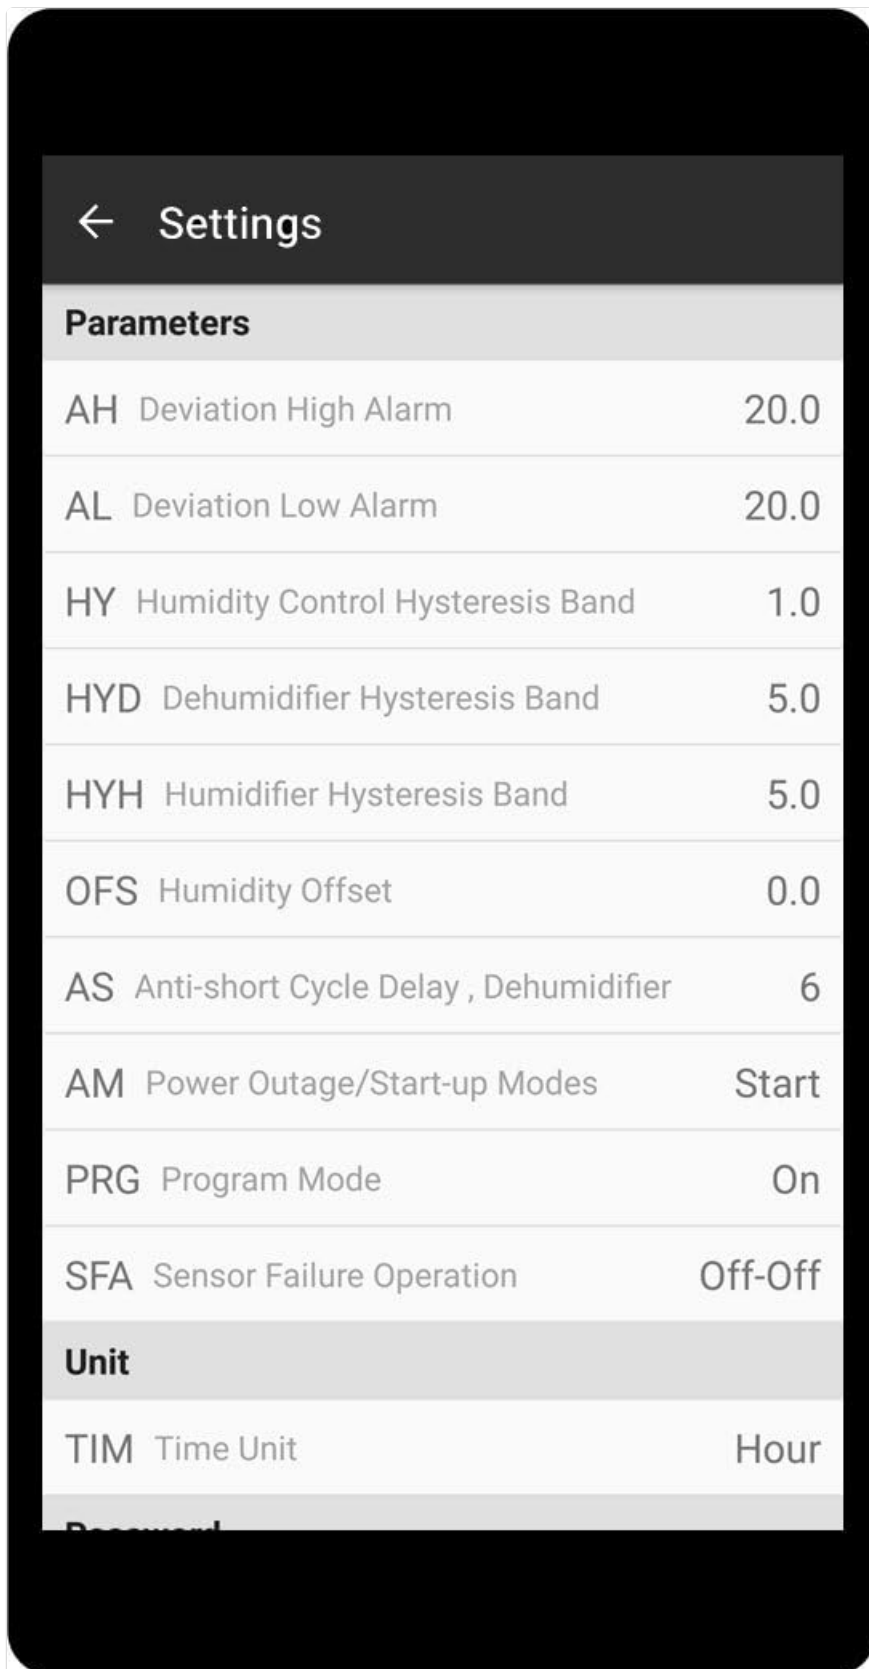 Settings
Parameters
AH Deviation High Alarm 20.0
AL Deviation Low Alarm 20.0
HY Humidity Control Hysteresis Band 1.0
HYD Dehumidifier Hysteresis Band 5.0
HYH Humidifier Hysteresis Band 5.0
OFS Humidity Offset 0.0
AS Anti-short Cycle Delay , Dehumidifier 6
AM Power Outage/Start-up Modes Start
PRG Program Mode On
SFA Sensor Failure Operation Off-Off
Unit
TIM Time Unit Hour
Password